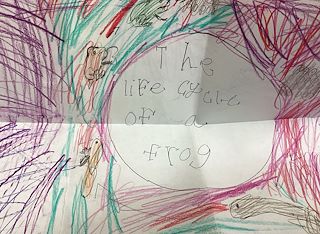 The
life cycle
of a
frog